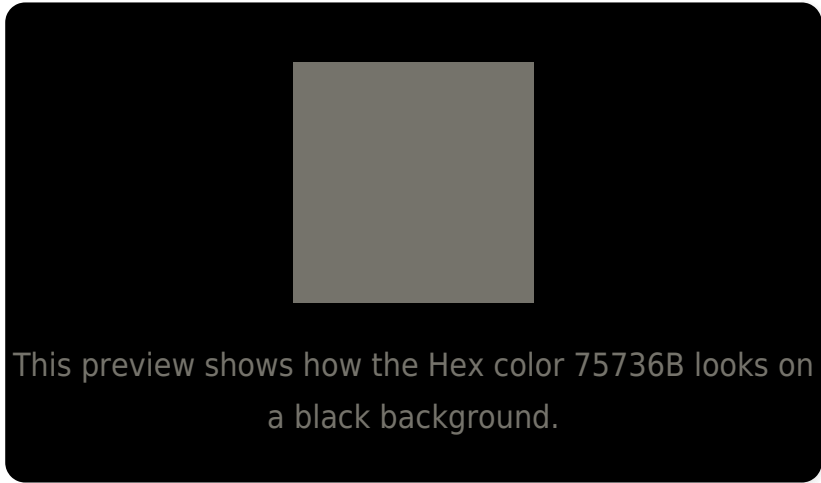 This preview shows how the Hex color 75736B looks on
a black background.